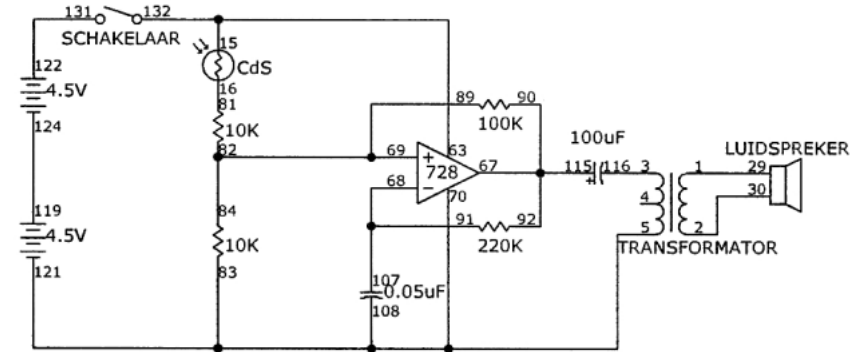 131 132
SCHAKELAAR
15
CdS
16
81
10K
82
122
4.5V
124
119
4.5V
121
84
10K
83
89 90
100K
69
+
63
728
67
68
−
70
91 92
220K
107
0.05uF
108
100uF
115 + 116
3
4
5
1
2
TRANSFORMATOR
LUIDSPREKER
29
30